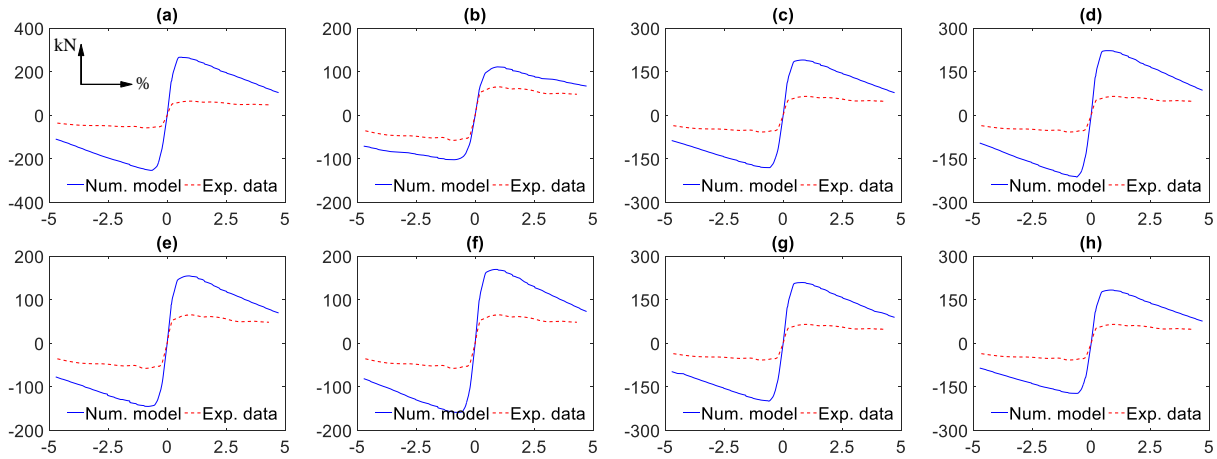 (a) (b) (c) (d)
400 200 300 300
kN
200 100 150 150
%
0 0 0 0
-200 -100 -150 -150
Num. model Exp. data Num. model Exp. data Num. model Exp. data Num. model Exp. data
-400 -200 -300 -300
-5 -2.5 0 2.5 5 -5 -2.5 0 2.5 5 -5 -2.5 0 2.5 5 -5 -2.5 0 2.5 5
(e) (f) (g) (h)
200 200 300 300
100 100 150 150
0 0 0 0
-100 -100 -150 -150
Num. model Exp. data Num. model Exp. data Num. model Exp. data Num. model Exp. data
-200 -200 -300 -300
-5 -2.5 0 2.5 5 -5 -2.5 0 2.5 5 -5 -2.5 0 2.5 5 -5 -2.5 0 2.5 5